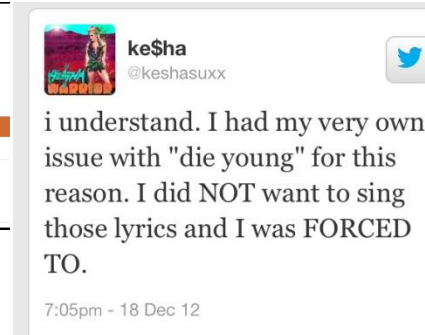 ke$ha
@keshasuxx
i understand. I had my very own
issue with "die young" for this
reason. I did NOT want to sing
those lyrics and I was FORCED
TO.
7:05pm - 18 Dec 12